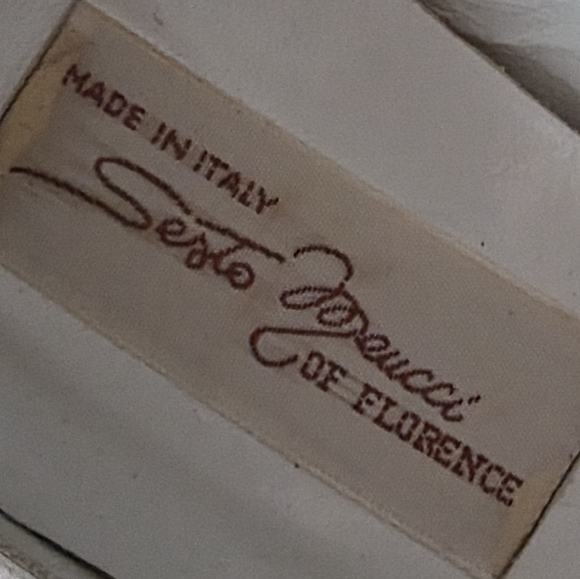 MADE IN ITALY
Sesto Meucci
OF FLORENCE